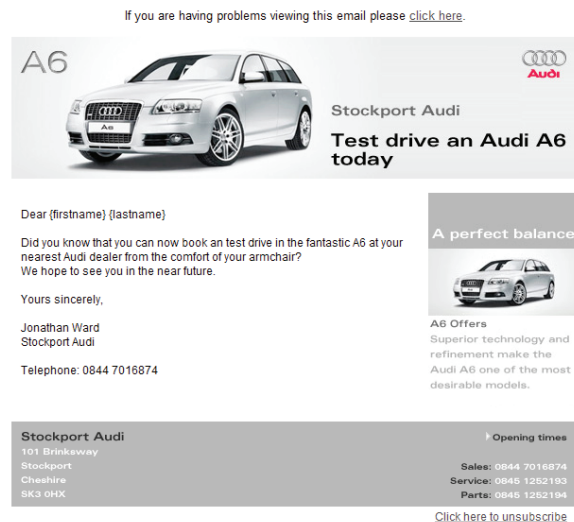 If you are having problems viewing this email please click here.
A6
Audi
Stockport Audi
Test drive an Audi A6
today
Dear {firstname} {lastname}
Did you know that you can now book an test drive in the fantastic A6 at your
nearest Audi dealer from the comfort of your armchair?
We hope to see you in the near future.
Yours sincerely,
Jonathan Ward
Stockport Audi
Telephone: 0844 7016874
A perfect balance
A6 Offers
Superior technology and
refinement make the
Audi A6 one of the most
desirable models.
Stockport Audi
101 Brinksway
Stockport
Cheshire
SK3 0HX
Opening times
Sales: 0844 7016874
Service: 0845 1252193
Parts: 0845 1252194
Click here to unsubscribe